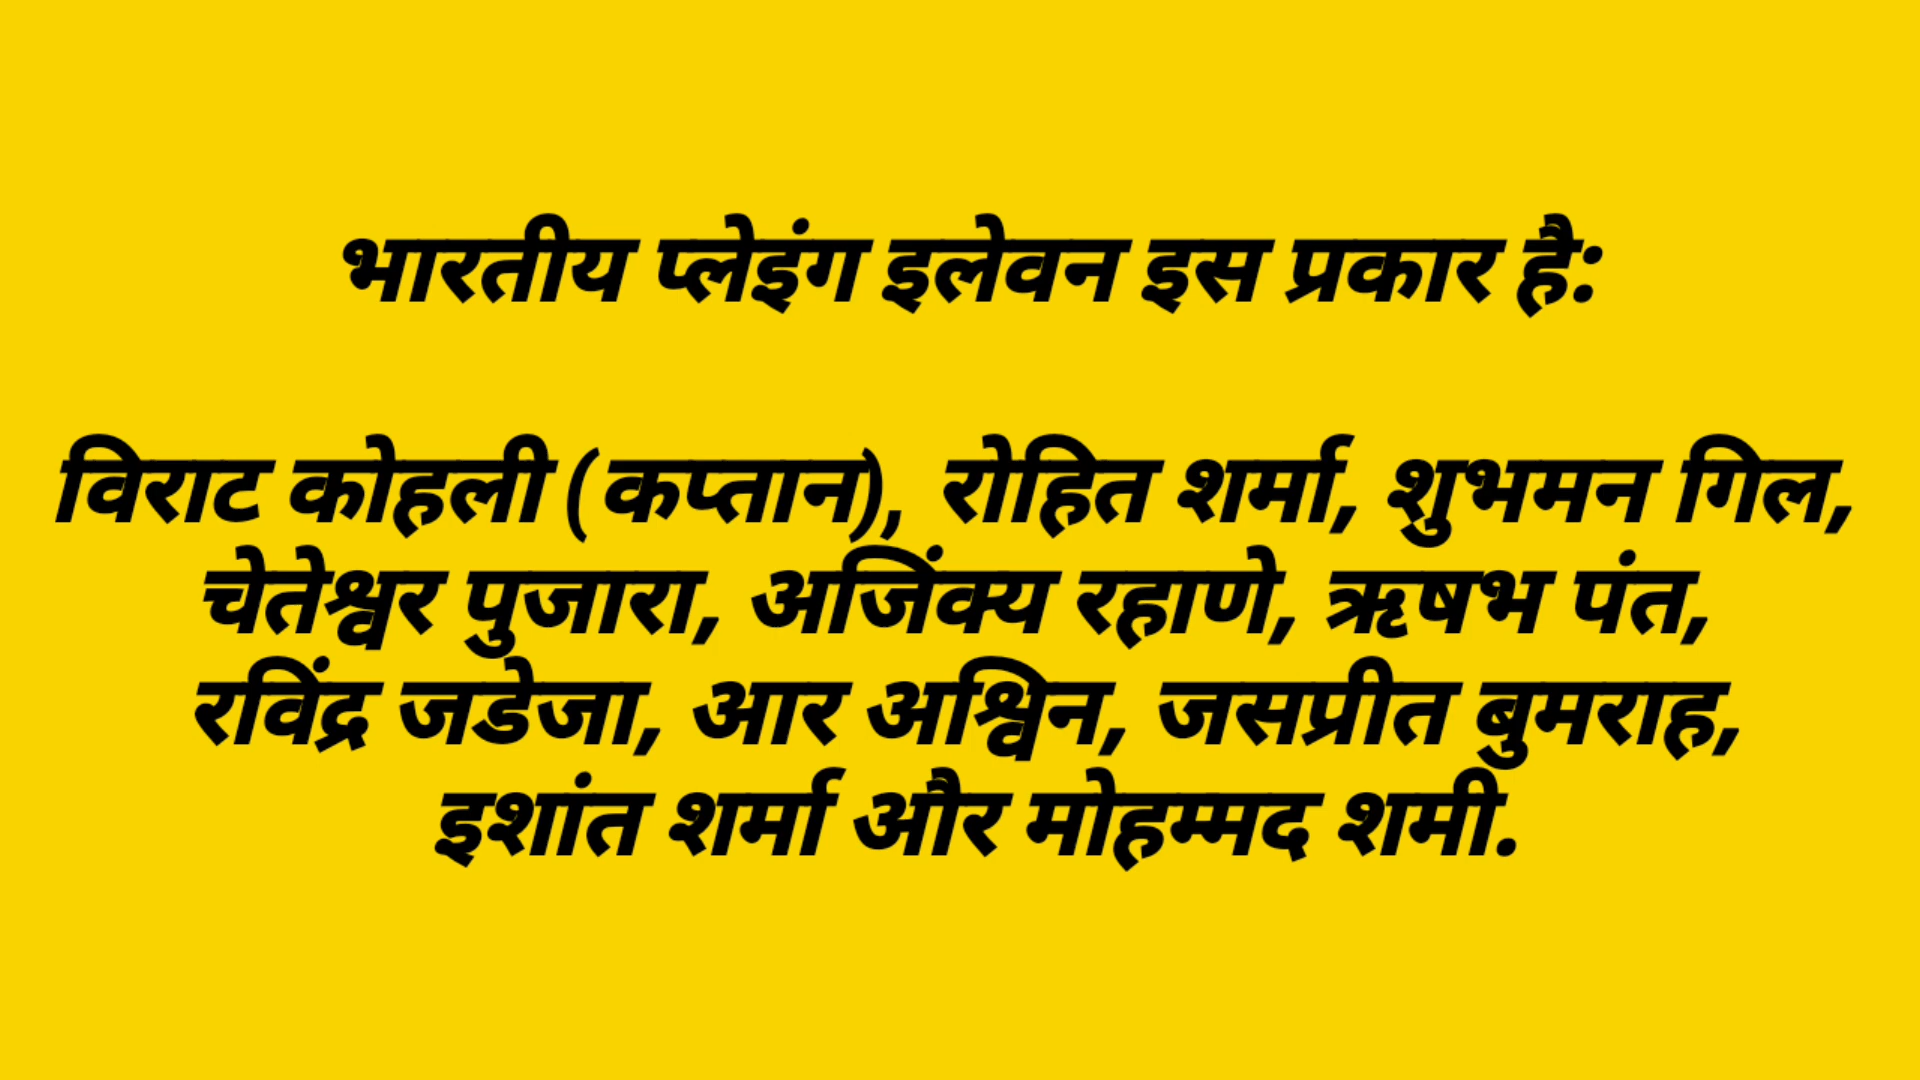 भारतीय प्लेइंग इलेवन इस प्रकार है:
विराट कोहली (कप्तान), रोहित शर्मा, शुभमन गिल,
चेतेश्वर पुजारा, अजिंक्य रहाणे, ऋषभ पंत,
रविंद्र जडेजा, आर अश्विन, जसप्रीत बुमराह,
इशांत शर्मा और मोहम्मद शमी.